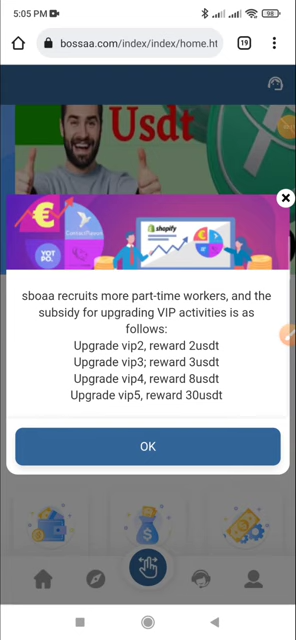 5:05 PM
98
bossaa.com/index/index/home.ht
19
Usdt
shopify
YOT
PO.
sboaa recruits more part-time workers, and the
subsidy for upgrading VIP activities is as
follows:
Upgrade vip2, reward 2usdt
Upgrade vip3; reward 3usdt
Upgrade vip4, reward 8usdt
Upgrade vip5, reward 30usdt
OK